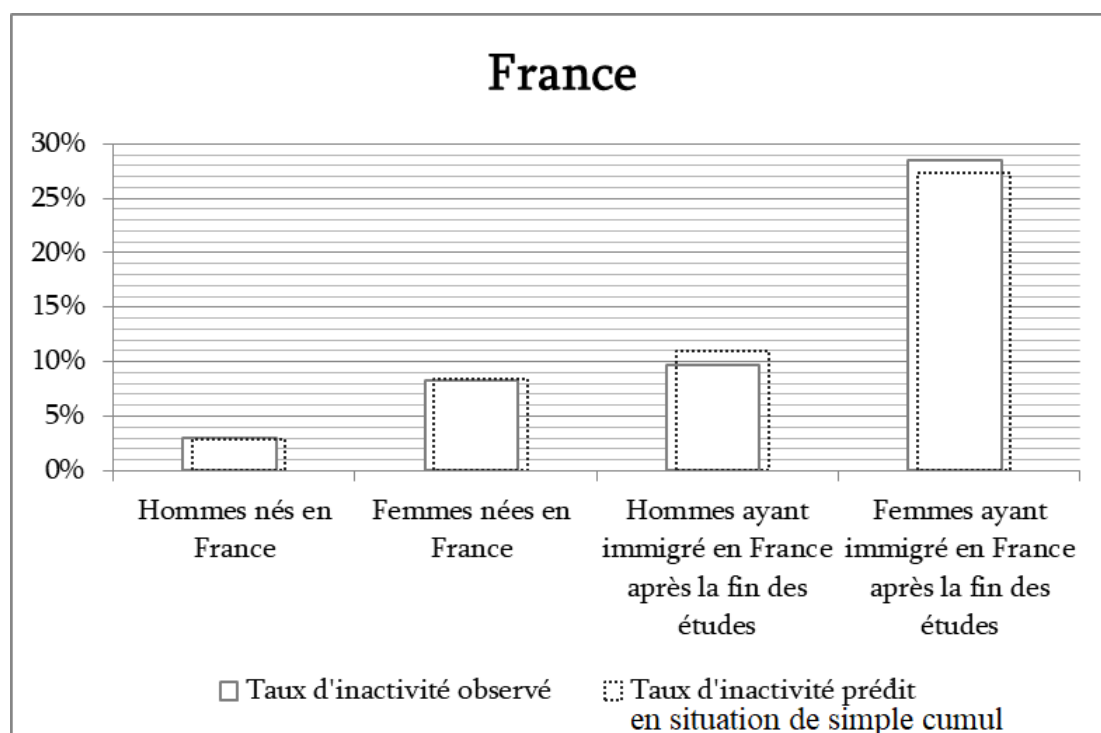 France
30%
25%
20%
15%
10%
5%
0%
Hommes nés en
France
Femmes nées en
France
Hommes ayant
immigré en France
après la fin des
études
Femmes ayant
immigré en France
après la fin des
études
Taux d'inactivité observé
Taux d'inactivité prédit
en situation de simple cumul